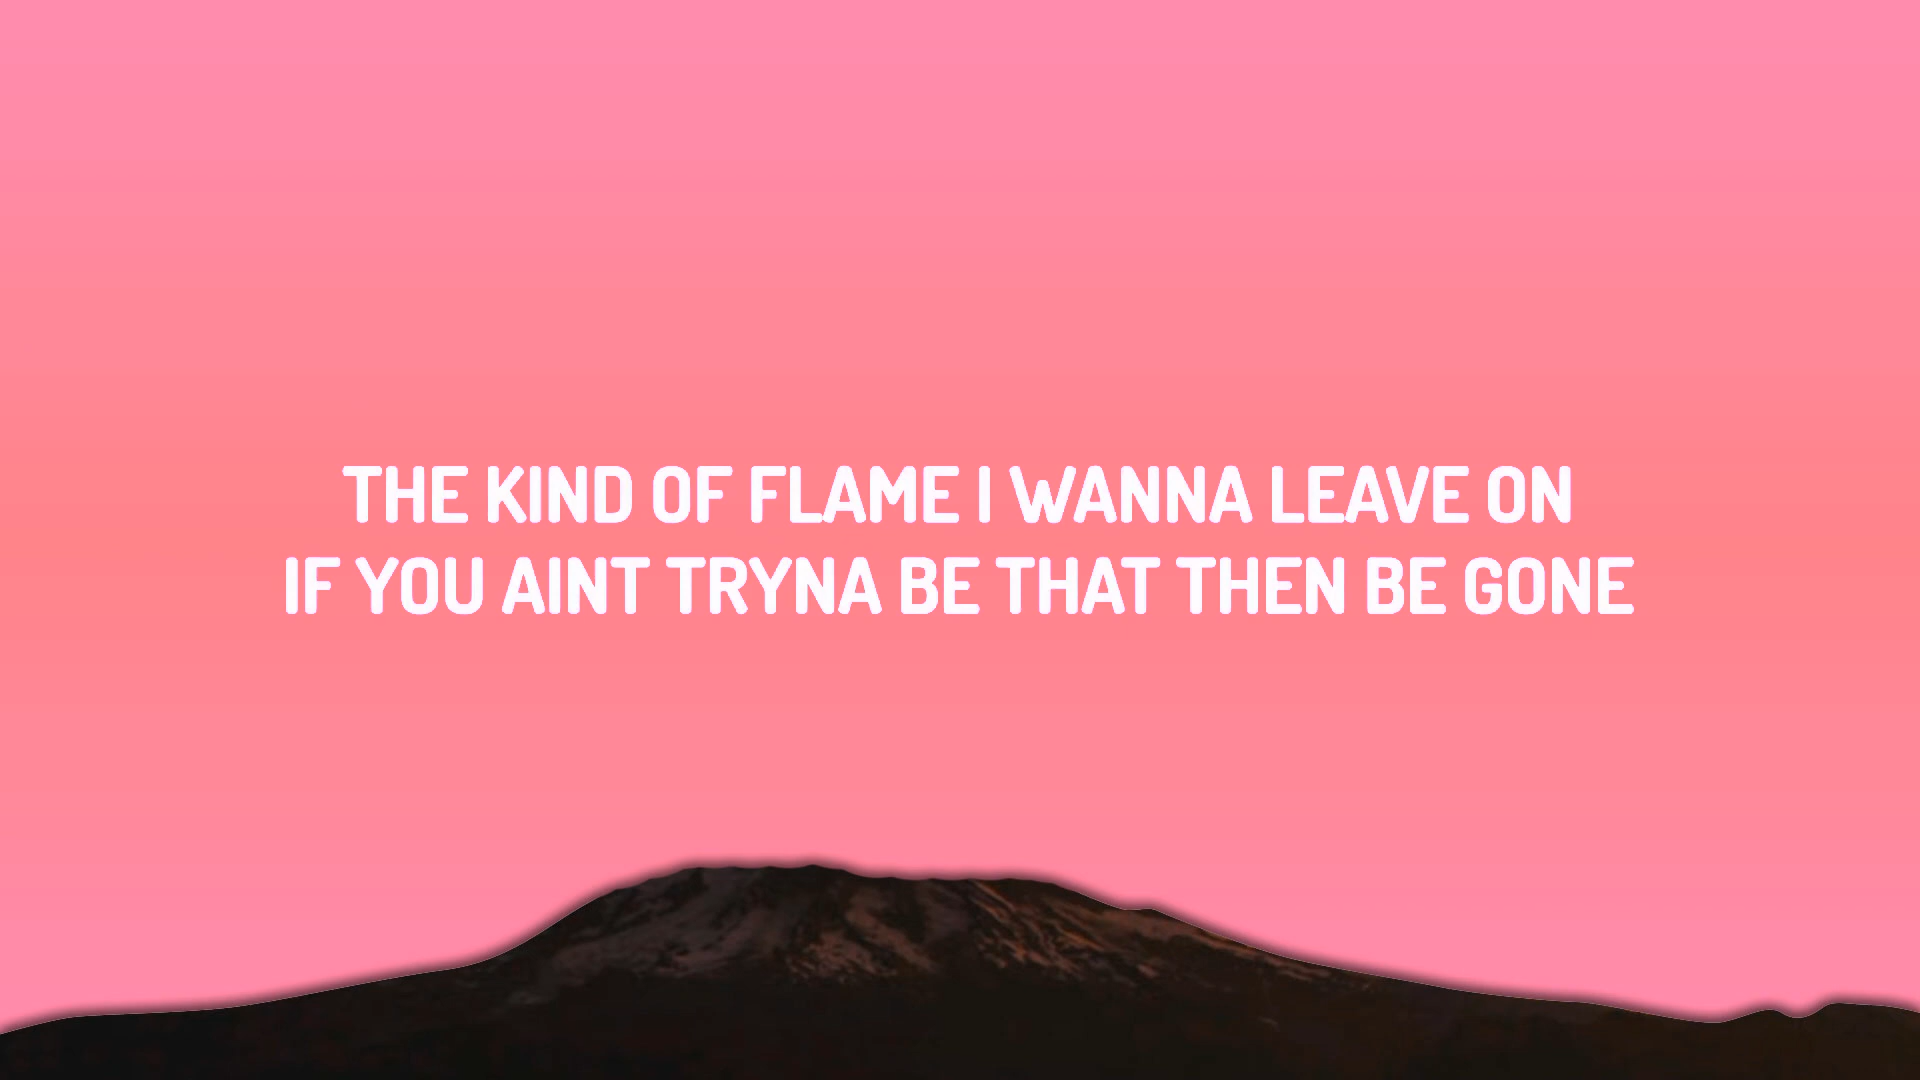 THE KIND OF FLAME I WANNA LEAVE ON
IF YOU AINT TRYNA BE THAT THEN BE GONE